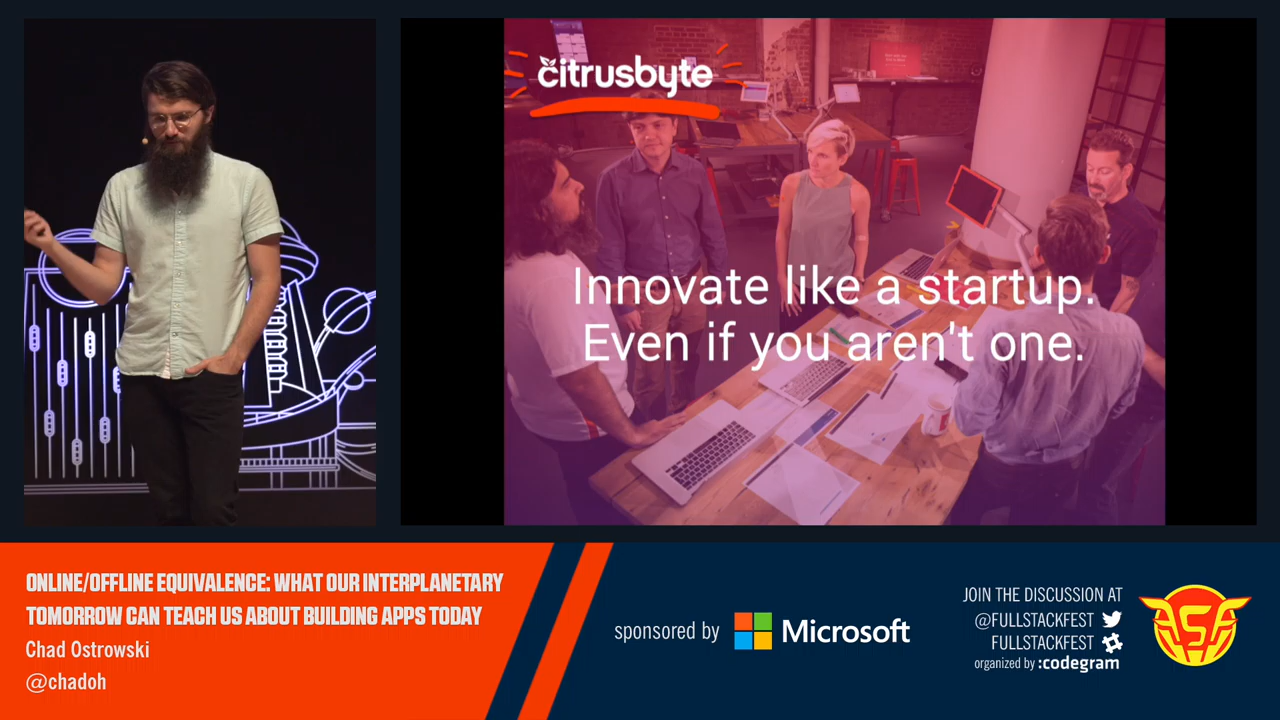 citrusbyte
Innovate like a startup.
Even if you aren't one.
ONLINE/OFFLINE EQUIVALENCE: WHAT OUR INTERPLANETARY
TOMORROW CAN TEACH US ABOUT BUILDING APPS TODAY
Chad Ostrowski
@chadoh
sponsored by Microsoft
JOIN THE DISCUSSION AT
@FULLSTACKFEST
FULLSTACKFEST
organized by :codegram
FSF